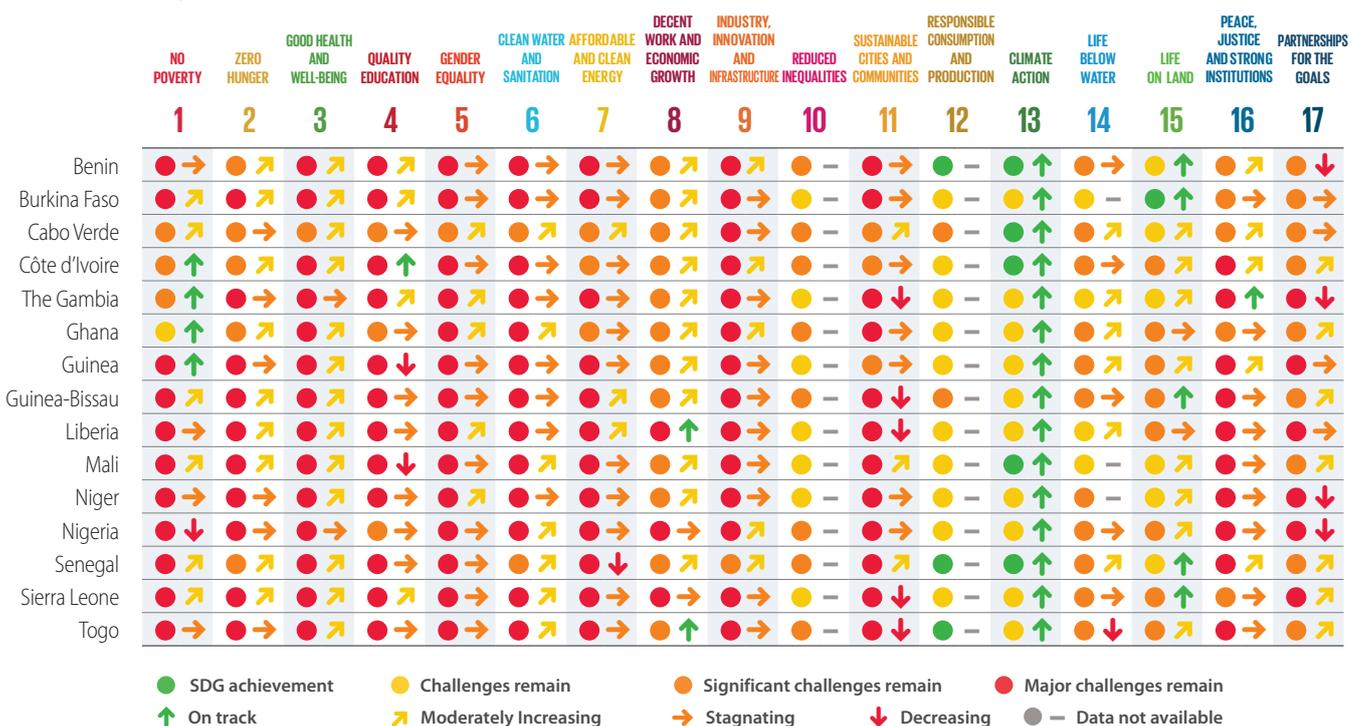 NO
POVERTY
ZERO
HUNGER
GOOD HEALTH
AND
WELL-BEING
QUALITY
EDUCATION
GENDER
EQUALITY
CLEAN WATER
AND
SANITATION
AFFORDABLE
AND CLEAN
ENERGY
DECENT
WORK AND
ECONOMIC
GROWTH
INDUSTRY,
INNOVATION
AND
INFRASTRUCTURE
REDUCED
INEQUALITIES
SUSTAINABLE
CITIES AND
COMMUNITIES
RESPONSIBLE
CONSUMPTION
AND
PRODUCTION
CLIMATE
ACTION
LIFE
BELOW
WATER
LIFE
ON LAND
PEACE,
JUSTICE
AND STRONG
INSTITUTIONS
PARTNERSHIPS
FOR THE
GOALS
1 2 3 4 5 6 7 8 9 10 11 12 13 14 15 16 17
Benin
Burkina Faso
Cabo Verde
Côte d'Ivoire
The Gambia
Ghana
Guinea
Guinea-Bissau
Liberia
Mali
Niger
Nigeria
Senegal
Sierra Leone
Togo
SDG achievement Challenges remain Significant challenges remain Major challenges remain
On track Moderately Increasing Stagnating Decreasing Data not available